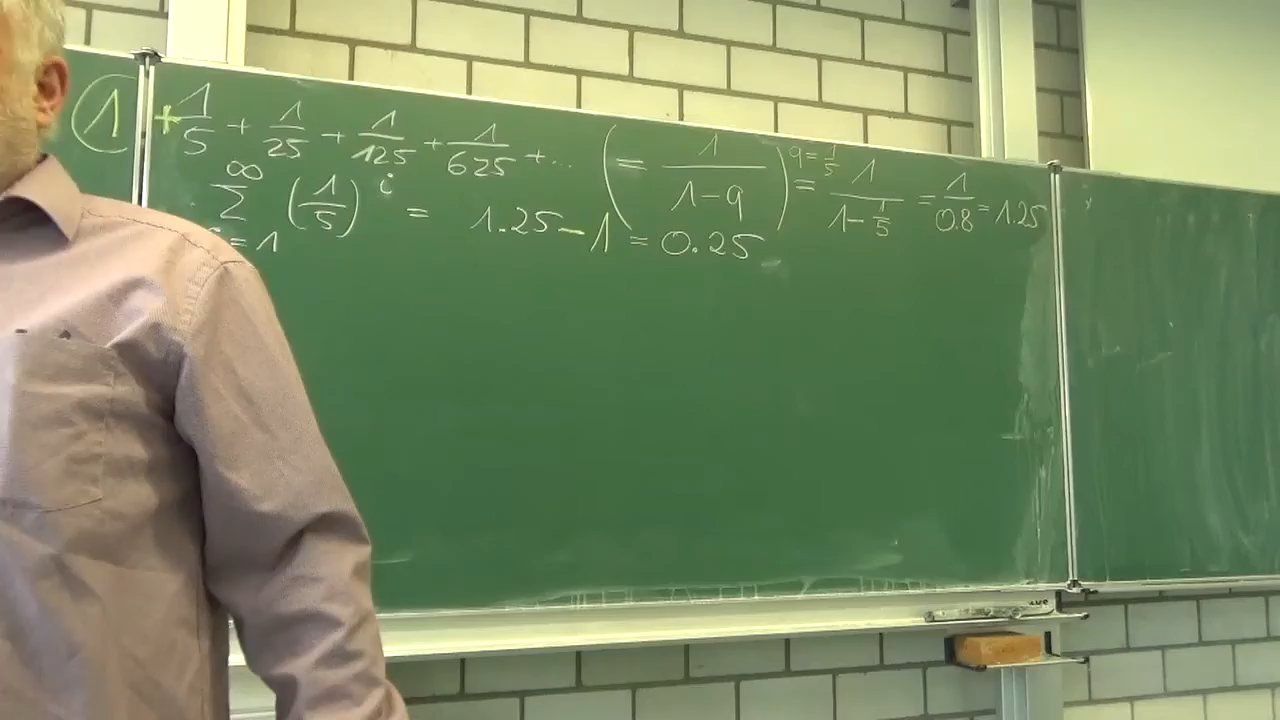 1 + 1/5 + 1/25 + 1/125 + 1/625 + ... ( = 1/(1-q) ) q=1/5 = 1/(1-1/5) = 1/0.8 = 1.25
∞ Σ i=1 (1/5)^i = 1.25 - 1 = 0.25